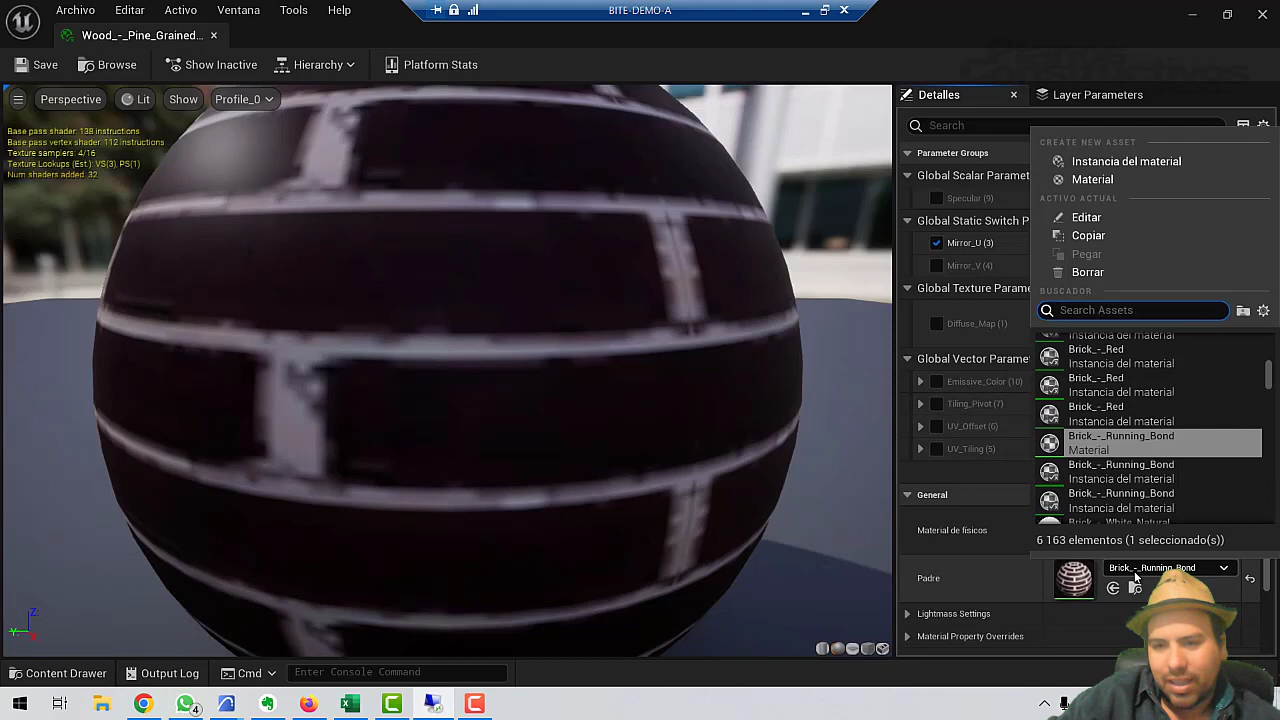 Archivo Editar Activo Ventana Tools Help
BITE-DEMO-A
Wood_-_Pine_Grained...
Save Browse Show Inactive Hierarchy Platform Stats
Planos
Constructivos
Perspective Lit Show Profile_0
Base pass shader: 138 instructions
Base pass vertex shader: 112 instructions
Texture samplers: 4/16
Texture Lookups (Est.): VS(3), PS(1)
Num shaders added: 32
Detalles
Layer Parameters
Search
Parameter Groups
Global Scalar Parame
Specular (9)
Global Static Switch P
Mirror_U (3)
Mirror_V (4)
Global Texture Parame
Diffuse_Map (1)
Global Vector Parame
Emissive_Color (10)
Tiling_Pivot (7)
UV_Offset (6)
UV_Tiling (5)
General
Material de físicos
Padre
Brick_-_Running_Bond
Lightmass Settings
Material Property Overrides
CREATE NEW ASSET
Instancia del material
Material
ACTIVO ACTUAL
Editar
Copiar
Pegar
Borrar
BUSCADOR
Search Assets
Instancia del material
Brick_-_Red
Instancia del material
Brick_-_Red
Instancia del material
Brick_-_Red
Instancia del material
Brick_-_Running_Bond
Material
Brick_-_Running_Bond
Instancia del material
Brick_-_Running_Bond
Instancia del material
Brick_-_White_Natural
6 163 elementos (1 seleccionado(s))
Z:
Y:
Content Drawer Output Log Cmd Enter Console Command
4